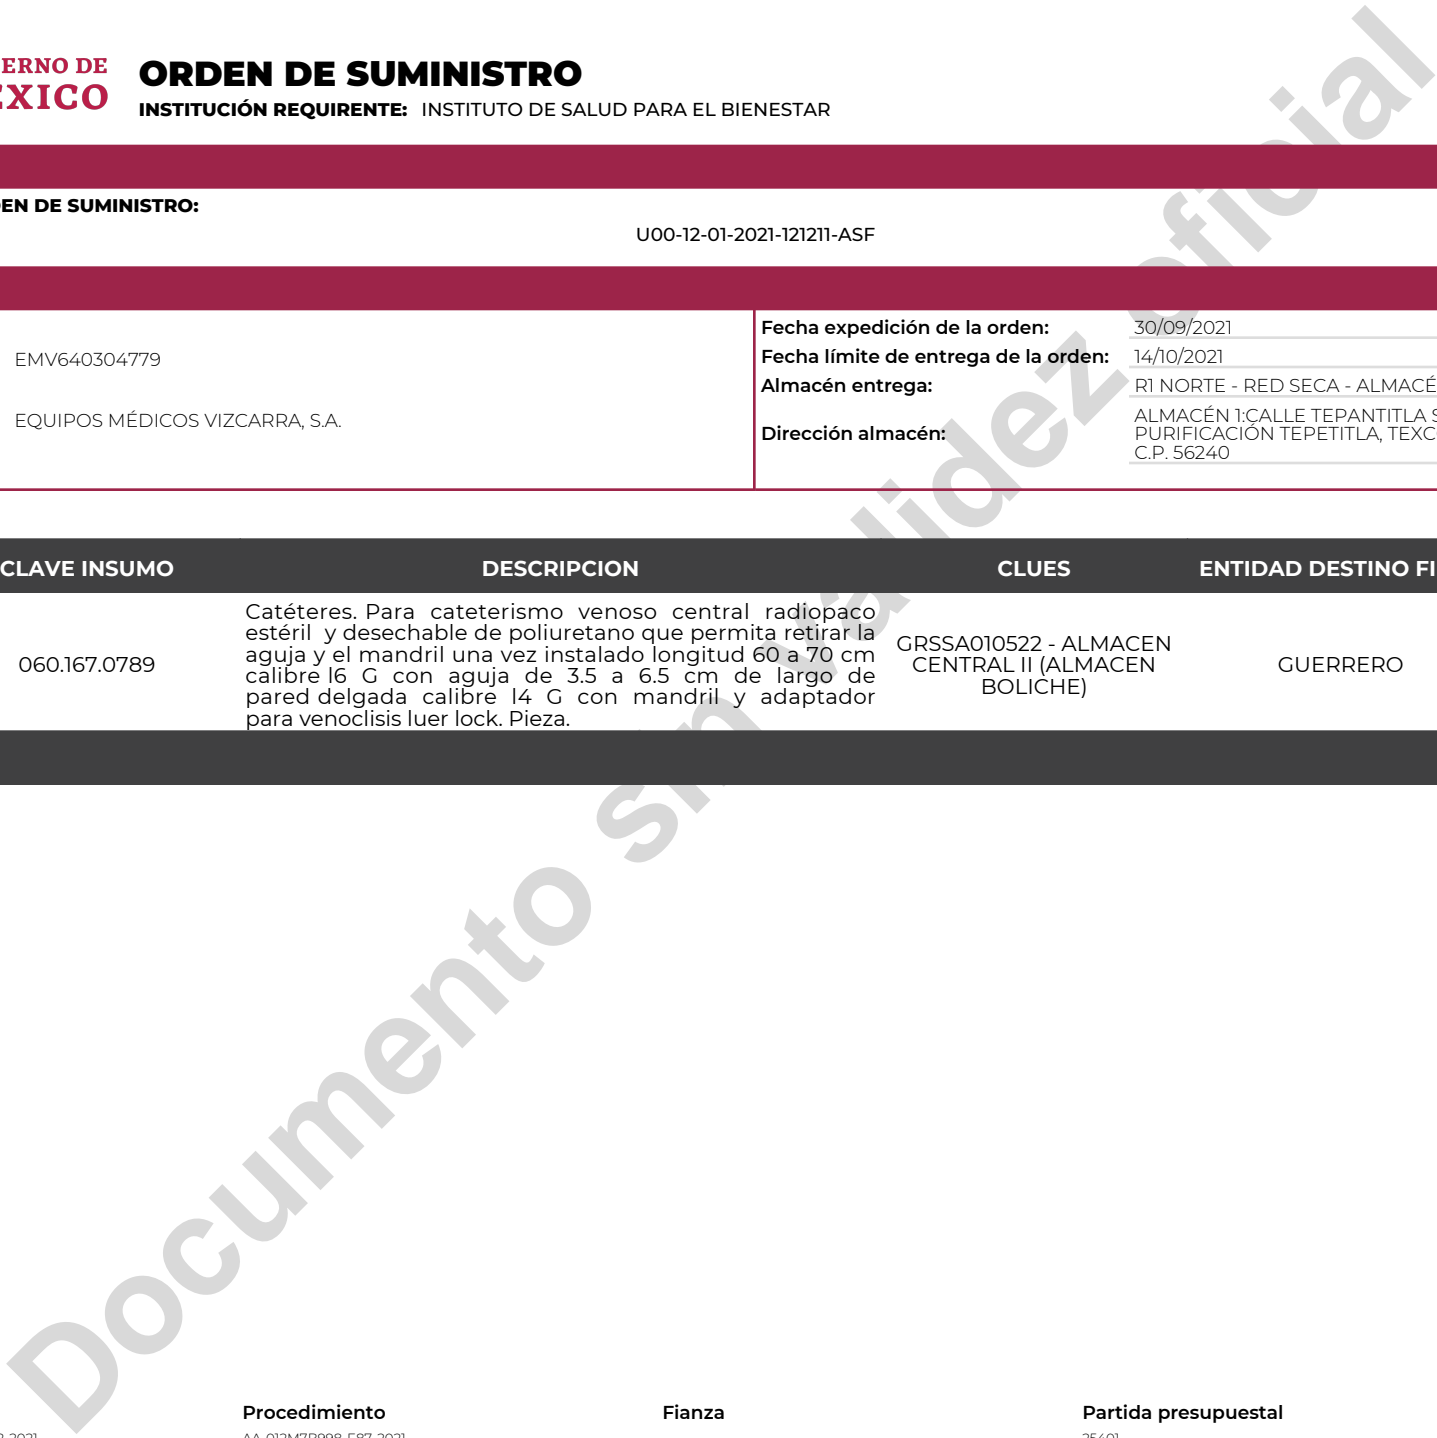 ERNO DE
EXICO
ORDEN DE SUMINISTRO
INSTITUCIÓN REQUIRENTE: INSTITUTO DE SALUD PARA EL BIENESTAR
EN DE SUMINISTRO:
U00-12-01-2021-121211-ASF
EMV640304779
EQUIPOS MÉDICOS VIZCARRA, S.A.
Fecha expedición de la orden: 30/09/2021
Fecha límite de entrega de la orden: 14/10/2021
Almacén entrega: R1 NORTE - RED SECA - ALMACÉ
Dirección almacén: ALMACÉN 1:CALLE TEPANTITLA S
PURIFICACIÓN TEPETITLA, TEXC
C.P. 56240
CLAVE INSUMO DESCRIPCION CLUES ENTIDAD DESTINO FI
060.167.0789
Catéteres. Para cateterismo venoso central radiopaco
estéril y desechable de poliuretano que permita retirar la
aguja y el mandril una vez instalado longitud 60 a 70 cm
calibre l6 G con aguja de 3.5 a 6.5 cm de largo de
pared delgada calibre l4 G con mandril y adaptador
para venoclisis luer lock. Pieza.
GRSSA010522 - ALMACEN
CENTRAL II (ALMACEN
BOLICHE)
GUERRERO
Documento sin validez oficial
Procedimiento Fianza Partida presupuestal